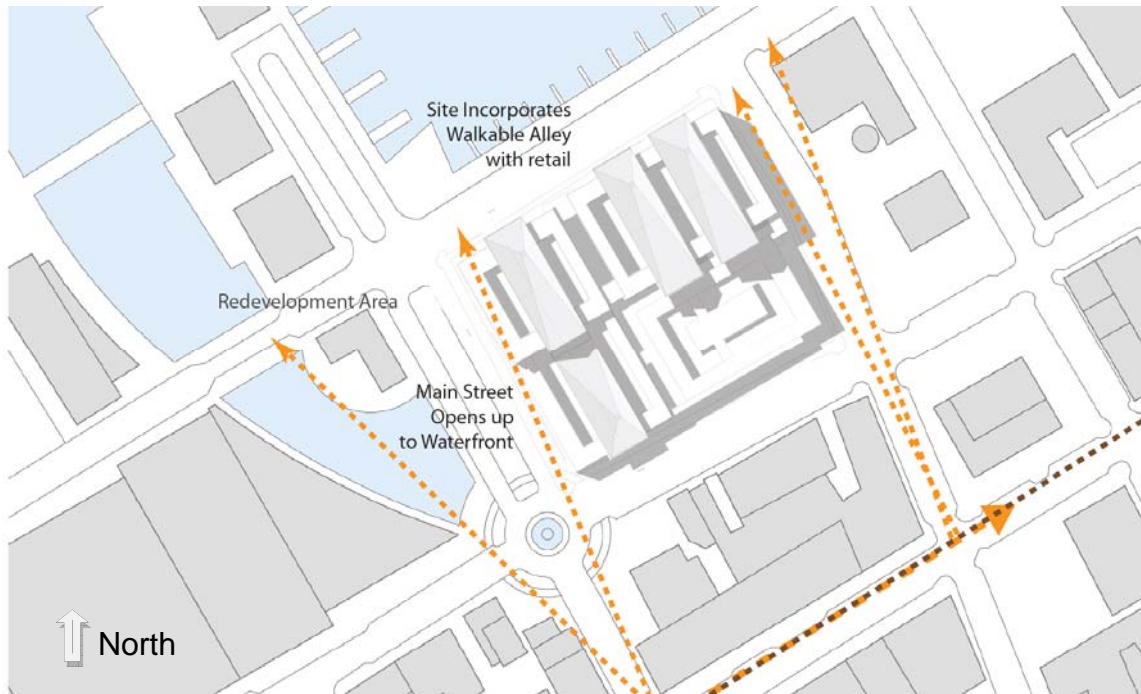 Site Incorporates
Walkable Alley
with retail
Redevelopment Area
Main Street
Opens up
to Waterfront
North